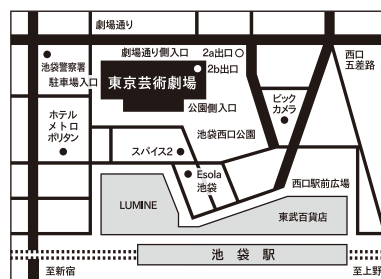 劇場通り
劇場通り側入口
2a出口
西口
五差路
池袋警察署
2b出口
駐車場入口
東京芸術劇場
公園側入口
ビック
カメラ
ホテル
メトロ
ポリタン
池袋西口公園
スパイス2
Esola
池袋
西口駅前広場
LUMINE
東武百貨店
池袋駅
至新宿
至上野